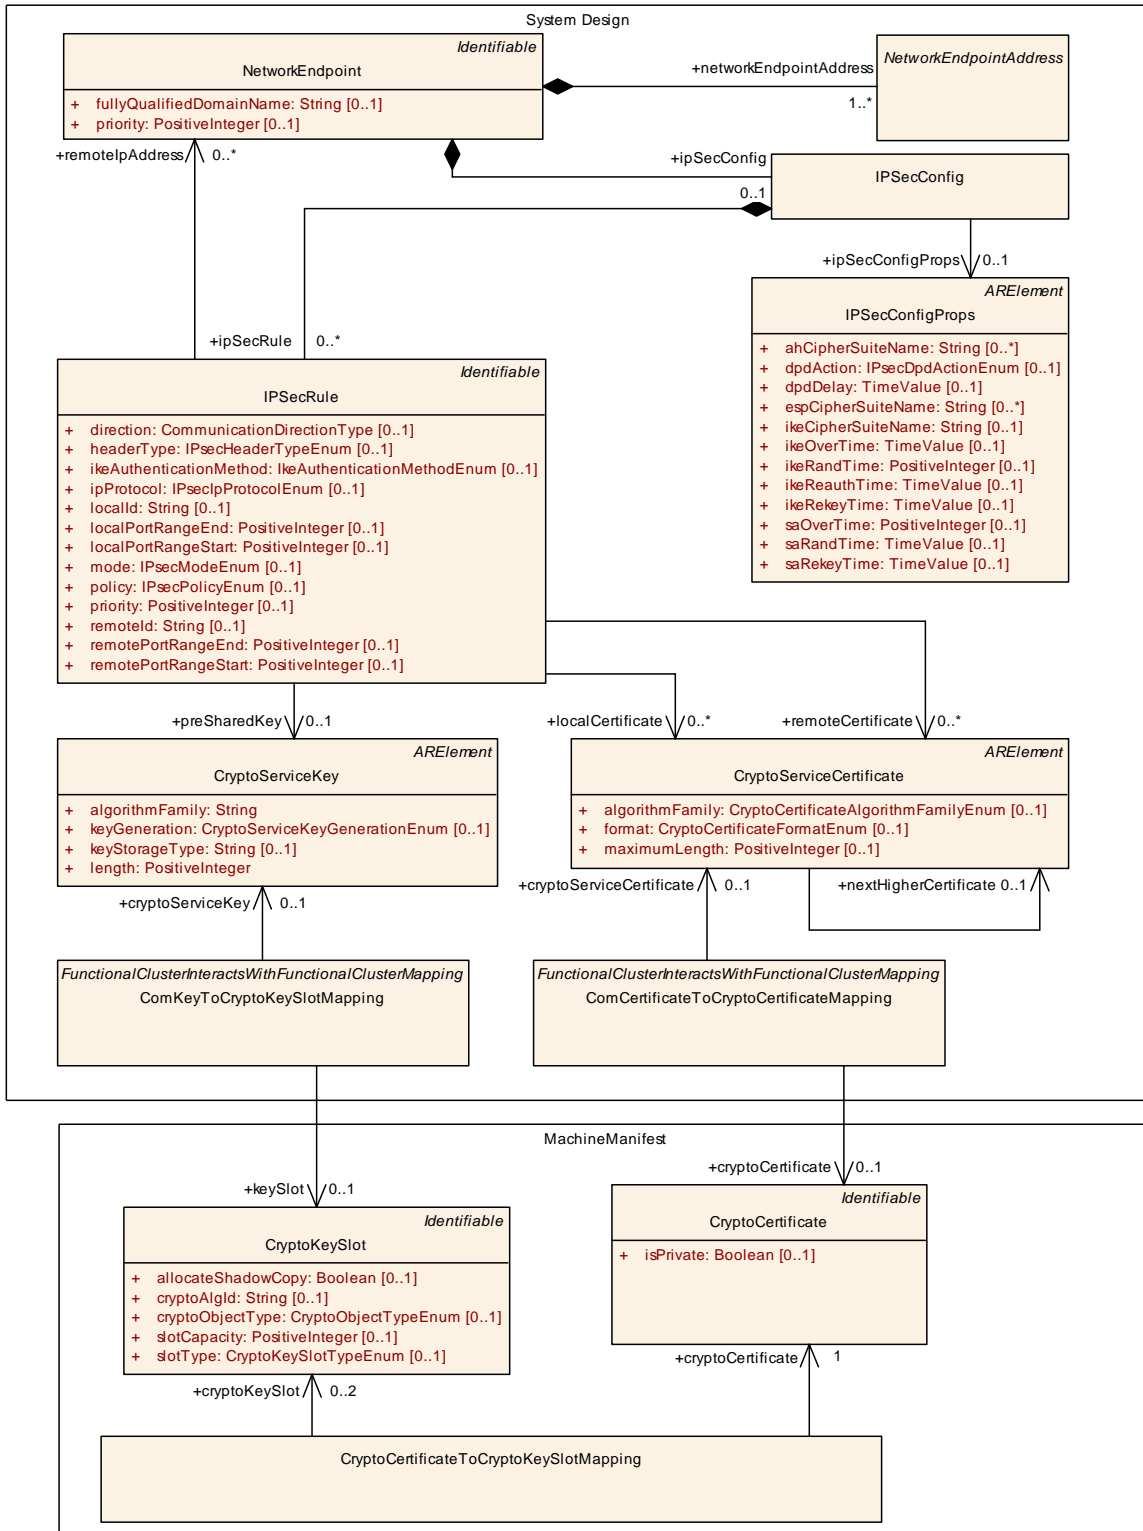 System Design
Identifiable
NetworkEndpoint
+ fullyQualifiedDomainName: String [0..1]
+ priority: PositiveInteger [0..1]
+networkEndpointAddress
1..*
NetworkEndpointAddress
+remoteIpAddress
0..*
+ipSecConfig
0..1
IPSecConfig
+ipSecConfigProps
0..1
ARElement
IPSecConfigProps
+ ahCipherSuiteName: String [0..*]
+ dpdAction: IPsecDpdActionEnum [0..1]
+ dpdDelay: TimeValue [0..1]
+ espCipherSuiteName: String [0..*]
+ ikeCipherSuiteName: String [0..1]
+ ikeOverTime: TimeValue [0..1]
+ ikeRandTime: PositiveInteger [0..1]
+ ikeReauthTime: TimeValue [0..1]
+ ikeRekeyTime: TimeValue [0..1]
+ saOverTime: PositiveInteger [0..1]
+ saRandTime: TimeValue [0..1]
+ saRekeyTime: TimeValue [0..1]
+ipSecRule
0..*
Identifiable
IPSecRule
+ direction: CommunicationDirectionType [0..1]
+ headerType: IPsecHeaderTypeEnum [0..1]
+ ikeAuthenticationMethod: IkeAuthenticationMethodEnum [0..1]
+ ipProtocol: IPsecIpProtocolEnum [0..1]
+ localId: String [0..1]
+ localPortRangeEnd: PositiveInteger [0..1]
+ localPortRangeStart: PositiveInteger [0..1]
+ mode: IPsecModeEnum [0..1]
+ policy: IPsecPolicyEnum [0..1]
+ priority: PositiveInteger [0..1]
+ remoteId: String [0..1]
+ remotePortRangeEnd: PositiveInteger [0..1]
+ remotePortRangeStart: PositiveInteger [0..1]
+preSharedKey
0..1
+localCertificate
0..*
+remoteCertificate
0..*
ARElement
CryptoServiceKey
+ algorithmFamily: String
+ keyGeneration: CryptoServiceKeyGenerationEnum [0..1]
+ keyStorageType: String [0..1]
+ length: PositiveInteger
ARElement
CryptoServiceCertificate
+ algorithmFamily: CryptoCertificateAlgorithmFamilyEnum [0..1]
+ format: CryptoCertificateFormatEnum [0..1]
+ maximumLength: PositiveInteger [0..1]
+cryptoServiceKey
0..1
+cryptoServiceCertificate
0..1
+nextHigherCertificate 0..1
FunctionalClusterInteractsWithFunctionalClusterMapping
ComKeyToCryptoKeySlotMapping
FunctionalClusterInteractsWithFunctionalClusterMapping
ComCertificateToCryptoCertificateMapping
MachineManifest
+keySlot
0..1
+cryptoCertificate
0..1
Identifiable
CryptoKeySlot
+ allocateShadowCopy: Boolean [0..1]
+ cryptoAlgId: String [0..1]
+ cryptoObjectType: CryptoObjectTypeEnum [0..1]
+ slotCapacity: PositiveInteger [0..1]
+ slotType: CryptoKeySlotTypeEnum [0..1]
Identifiable
CryptoCertificate
+ isPrivate: Boolean [0..1]
+cryptoKeySlot
0..2
+cryptoCertificate
1
CryptoCertificateToCryptoKeySlotMapping